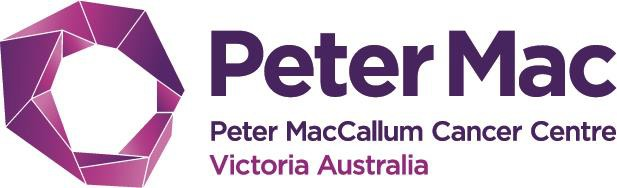 Peter Mac
Peter MacCallum Cancer Centre
Victoria Australia